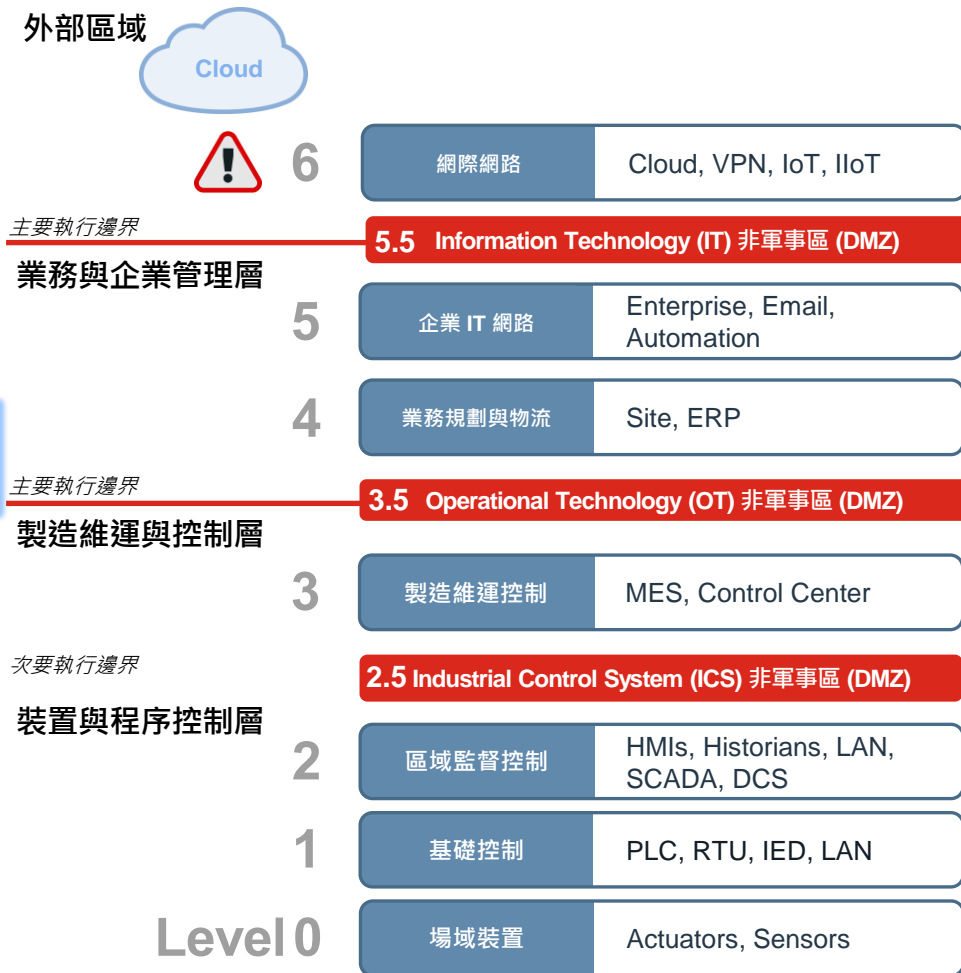 外部區域
Cloud
6
網際網路
Cloud, VPN, IoT, IIoT
主要執行邊界
5.5 Information Technology (IT) 非軍事區 (DMZ)
業務與企業管理層
5
企業 IT 網路
Enterprise, Email,
Automation
4
業務規劃與物流
Site, ERP
主要執行邊界
3.5 Operational Technology (OT) 非軍事區 (DMZ)
製造維運與控制層
3
製造維運控制
MES, Control Center
次要執行邊界
2.5 Industrial Control System (ICS) 非軍事區 (DMZ)
裝置與程序控制層
2
區域監督控制
HMIs, Historians, LAN,
SCADA, DCS
1
基礎控制
PLC, RTU, IED, LAN
Level 0
場域裝置
Actuators, Sensors